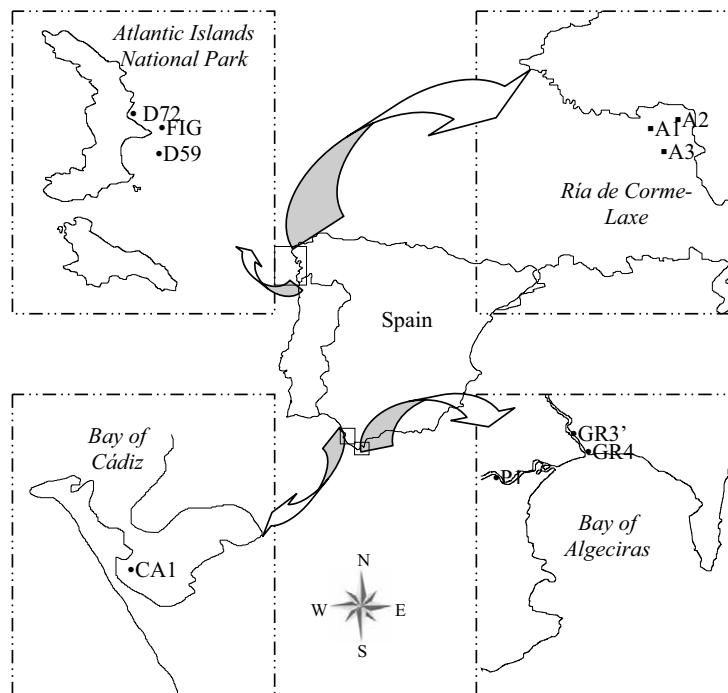 Atlantic Islands
National Park
D72
FIG
D59
A2
A1
A3
Ría de Corme-
Laxe
Spain
Bay of
Cádiz
CA1
GR3’
GR4
P1
Bay of
Algeciras
N
W
E
S